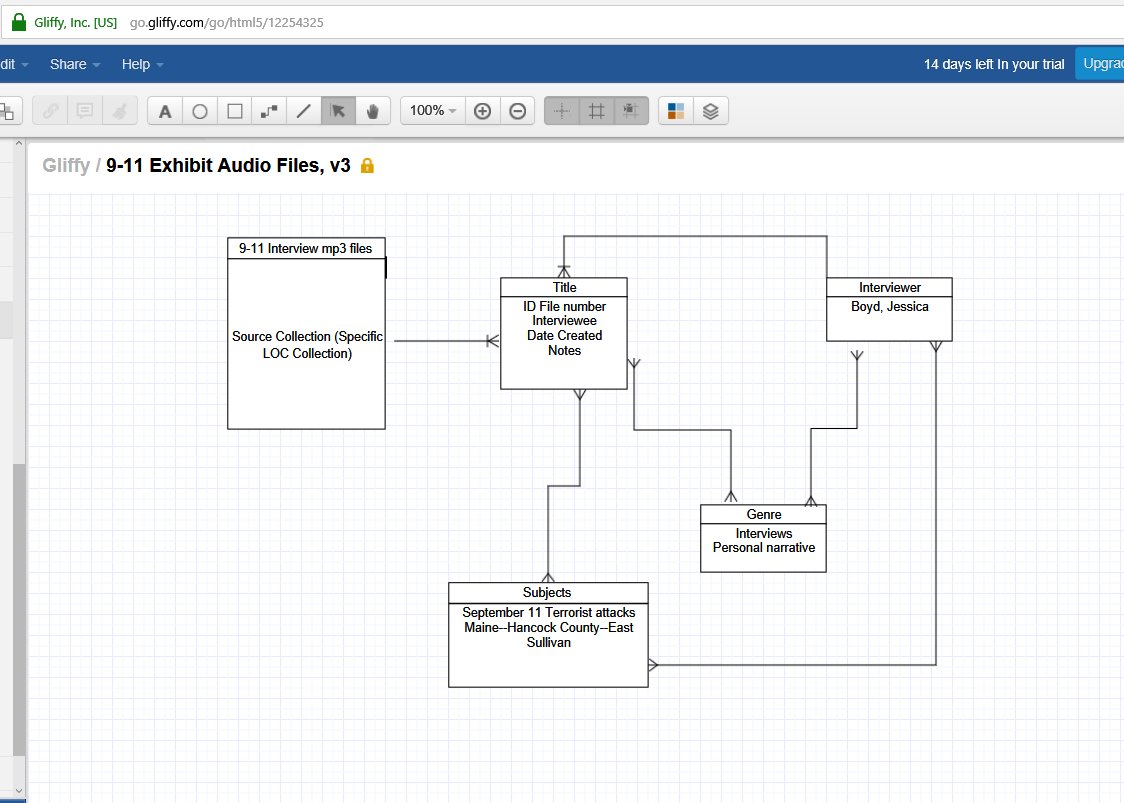 Gliffy, Inc. [US] go.gliffy.com/go/html5/12254325
dit Share Help 14 days left In your trial Upgra
A 100%
Gliffy / 9-11 Exhibit Audio Files, v3
9-11 Interview mp3 files
Source Collection (Specific
LOC Collection)
Title
ID File number
Interviewee
Date Created
Notes
Interviewer
Boyd, Jessica
Genre
Interviews
Personal narrative
Subjects
September 11 Terrorist attacks
Maine--Hancock County--East
Sullivan